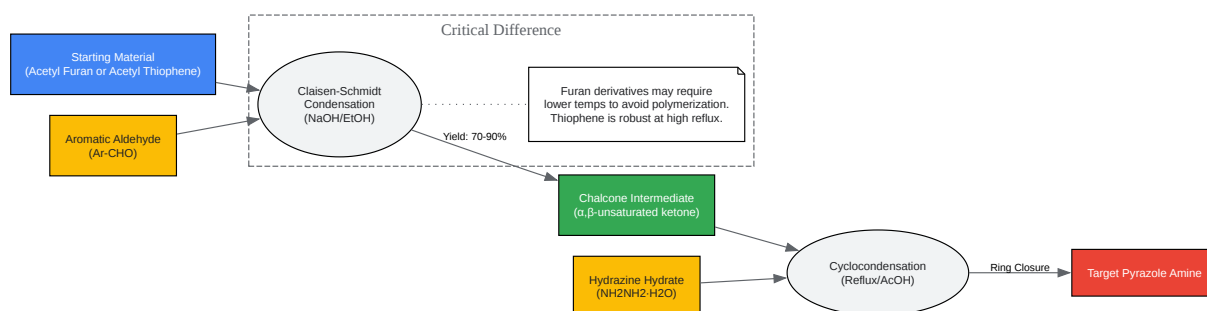 Critical Difference
Starting Material
(Acetyl Furan or Acetyl Thiophene)
Claisen-Schmidt
Condensation
(NaOH/EtOH)
Furan derivatives may require
lower temps to avoid polymerization.
Thiophene is robust at high reflux.
Aromatic Aldehyde
(Ar-CHO)
Yield: 70-90%
Chalcone Intermediate
(α,β-unsaturated ketone)
Hydrazine Hydrate
(NH2NH2·H2O)
Cyclocondensation
(Reflux/AcOH)
Ring Closure
Target Pyrazole Amine